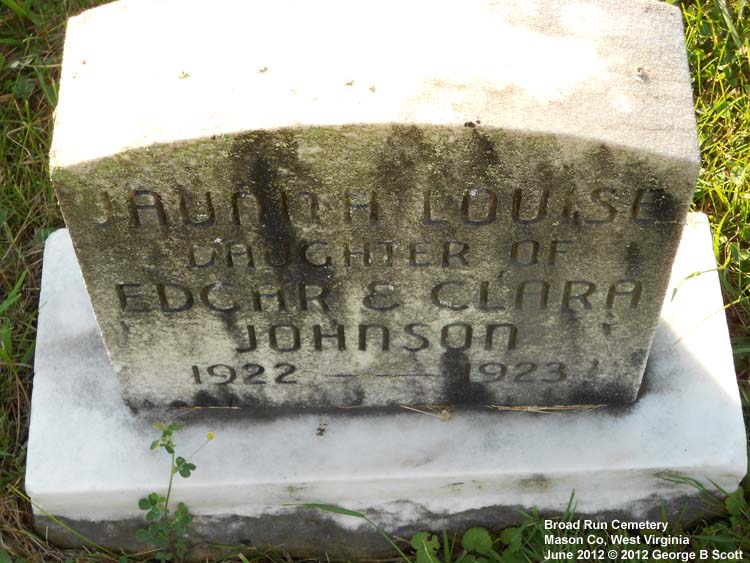 JAUNNA LOUISE
DAUGHTER OF
EDGAR & CLARA
JOHNSON
1922 — — 1923
Broad Run Cemetery
Mason Co, West Virginia
June 2012 © 2012 George B Scott